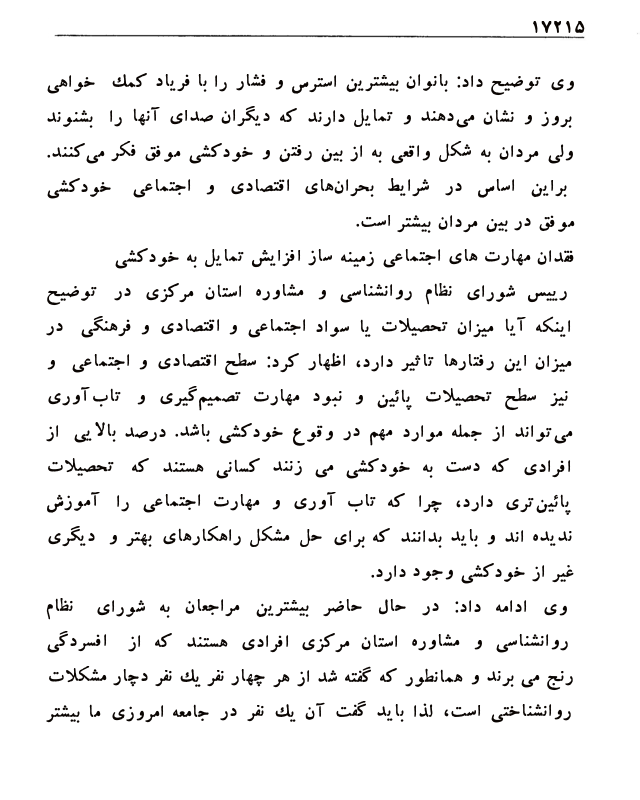 ۱۷۲۱۵
وی توضیح داد: بانوان بیشترین استرس و فشار را با فریاد کمك خواهی
بروز و نشان می‌دهند و تمایل دارند که دیگران صدای آنها را بشنوند
ولی مردان به شکل واقعی به از بین رفتن و خودکشی موفق فکر می‌کنند.
براین اساس در شرایط بحران‌های اقتصادی و اجتماعی خودکشی
موفق در بین مردان بیشتر است.
فقدان مهارت های اجتماعی زمینه ساز افزایش تمایل به خودکشی
رییس شورای نظام روانشناسی و مشاوره استان مرکزی در توضیح
اینکه آیا میزان تحصیلات یا سواد اجتماعی و اقتصادی و فرهنگی در
میزان این رفتارها تاثیر دارد، اظهار کرد: سطح اقتصادی و اجتماعی و
نیز سطح تحصیلات پائین و نبود مهارت تصمیم‌گیری و تاب‌آوری
می‌تواند از جمله موارد مهم در وقوع خودکشی باشد. درصد بالایی از
افرادی که دست به خودکشی می زنند کسانی هستند که تحصیلات
پائین‌تری دارد، چرا که تاب آوری و مهارت اجتماعی را آموزش
ندیده اند و باید بدانند که برای حل مشکل راهکارهای بهتر و دیگری
غیر از خودکشی وجود دارد.
وی ادامه داد: در حال حاضر بیشترین مراجعان به شورای نظام
روانشناسی و مشاوره استان مرکزی افرادی هستند که از افسردگی
رنج می برند و همانطور که گفته شد از هر چهار نفر یك نفر دچار مشکلات
روانشناختی است، لذا باید گفت آن یك نفر در جامعه امروزی ما بیشتر